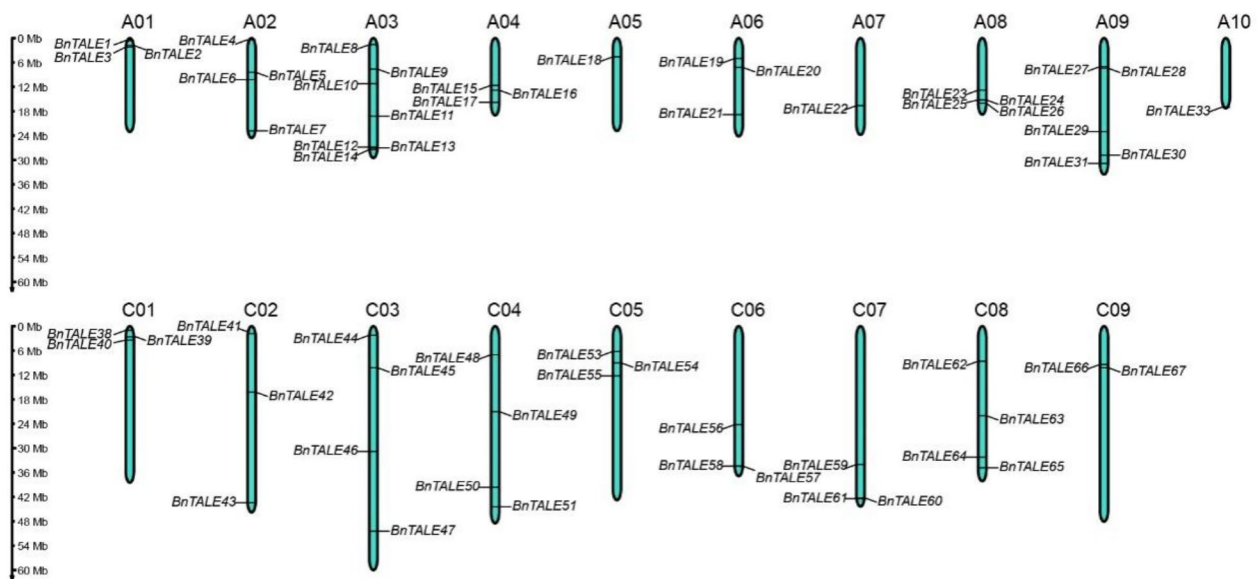 A01 A02 A03 A04 A05 A06 A07 A08 A09 A10
0 Mb
6 Mb
12 Mb
18 Mb
24 Mb
30 Mb
36 Mb
42 Mb
48 Mb
54 Mb
60 Mb
BnTALE1
BnTALE2
BnTALE3
BnTALE4
BnTALE5
BnTALE6
BnTALE7
BnTALE8
BnTALE9
BnTALE10
BnTALE11
BnTALE12
BnTALE13
BnTALE14
BnTALE15
BnTALE16
BnTALE17
BnTALE18
BnTALE19
BnTALE20
BnTALE21
BnTALE22
BnTALE23
BnTALE24
BnTALE25
BnTALE26
BnTALE27
BnTALE28
BnTALE29
BnTALE30
BnTALE31
BnTALE33
C01 C02 C03 C04 C05 C06 C07 C08 C09
0 Mb
6 Mb
12 Mb
18 Mb
24 Mb
30 Mb
36 Mb
42 Mb
48 Mb
54 Mb
60 Mb
BnTALE38
BnTALE39
BnTALE40
BnTALE41
BnTALE42
BnTALE43
BnTALE44
BnTALE45
BnTALE46
BnTALE47
BnTALE48
BnTALE49
BnTALE50
BnTALE51
BnTALE53
BnTALE54
BnTALE55
BnTALE56
BnTALE58
BnTALE57
BnTALE59
BnTALE61
BnTALE60
BnTALE62
BnTALE63
BnTALE64
BnTALE65
BnTALE66
BnTALE67